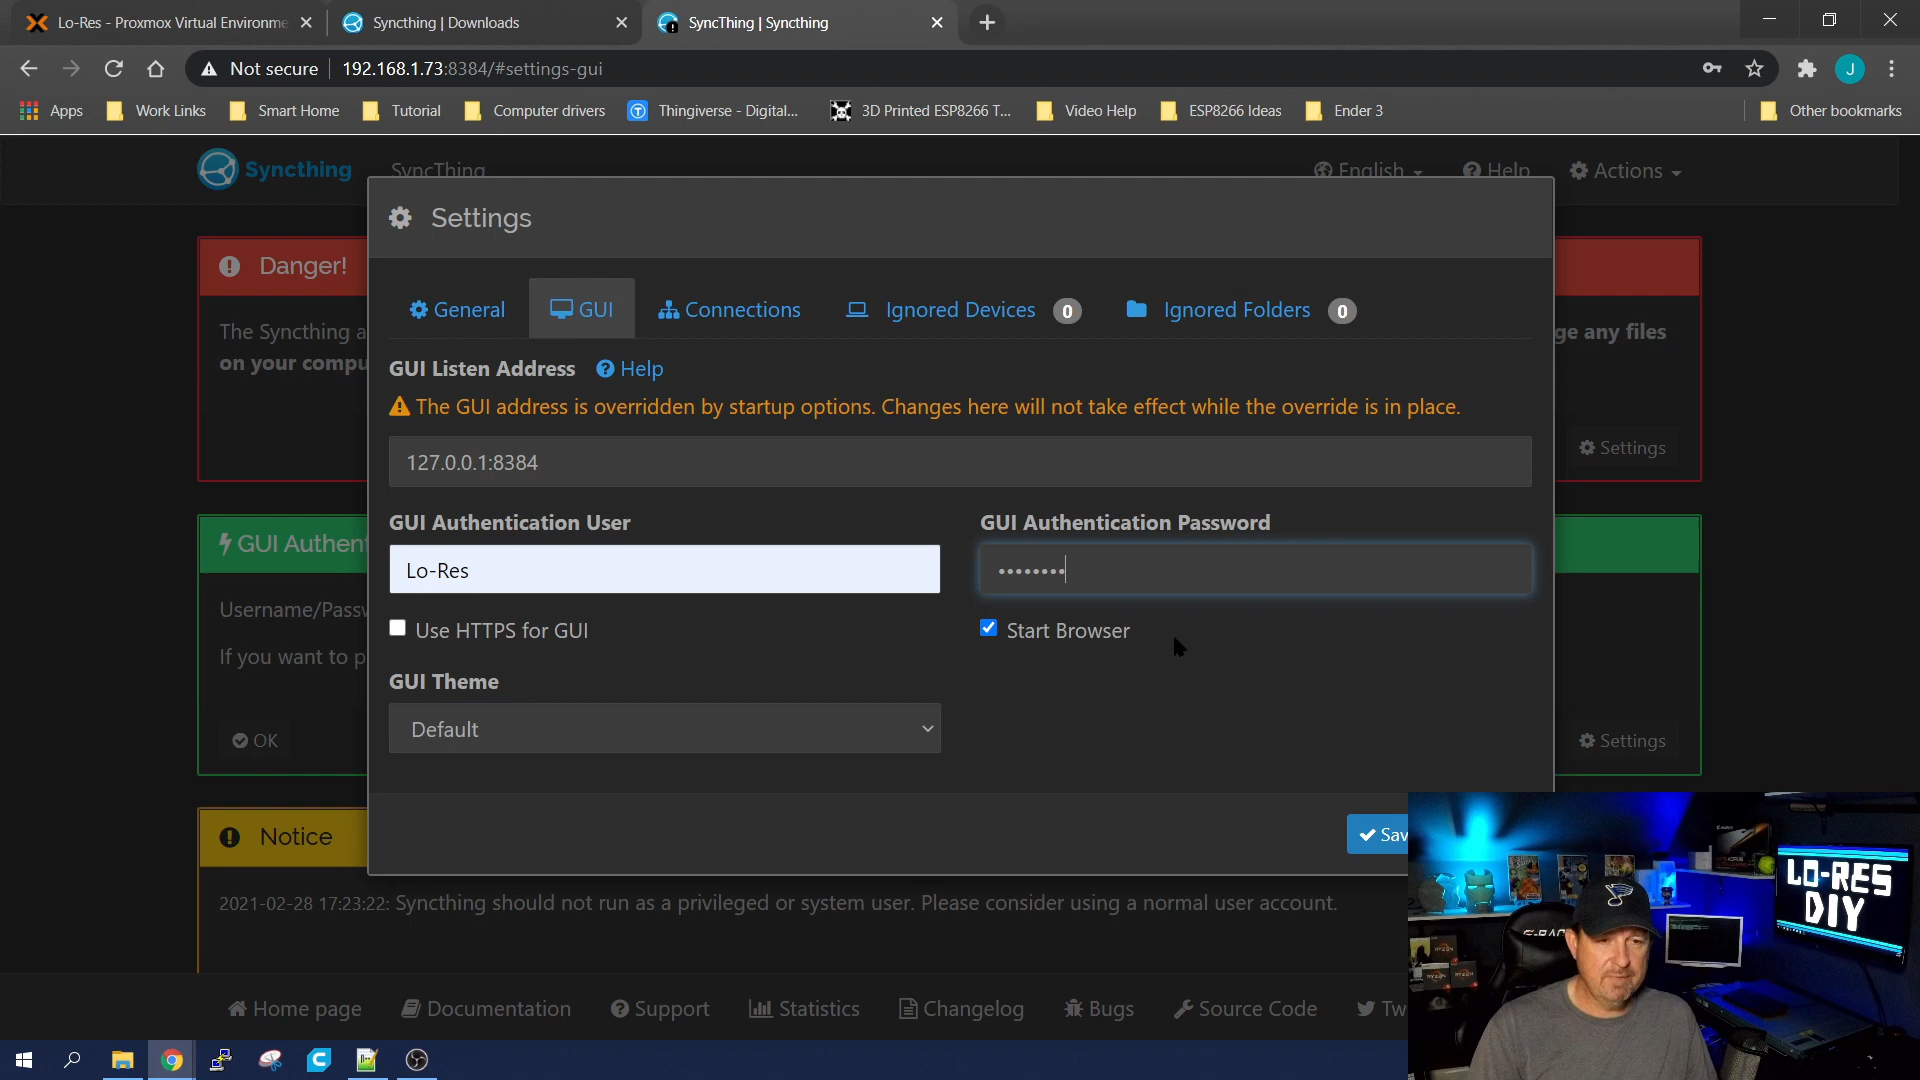 Lo-Res - Proxmox Virtual Environme
Syncthing | Downloads
SyncThing | Syncthing
Not secure
192.168.1.73:8384/#settings-gui
J
Apps
Work Links
Smart Home
Tutorial
Computer drivers
Thingiverse - Digital...
3D Printed ESP8266 T...
Video Help
ESP8266 Ideas
Ender 3
Other bookmarks
Syncthing
SyncThing
English
Help
Actions
Settings
Danger!
General
GUI
Connections
Ignored Devices 0
Ignored Folders 0
The Syncthing a
ge any files
on your compu
GUI Listen Address
Help
The GUI address is overridden by startup options. Changes here will not take effect while the override is in place.
Settings
127.0.0.1:8384
GUI Authentication User
GUI Authentication Password
GUI Authent
Lo-Res
••••••••
Username/Passw
Use HTTPS for GUI
Start Browser
If you want to p
GUI Theme
Default
OK
Settings
Notice
Sav
LO-RES
DIY
2021-02-28 17:23:22: Syncthing should not run as a privileged or system user. Please consider using a normal user account.
Home page
Documentation
Support
Statistics
Changelog
Bugs
Source Code
Tw